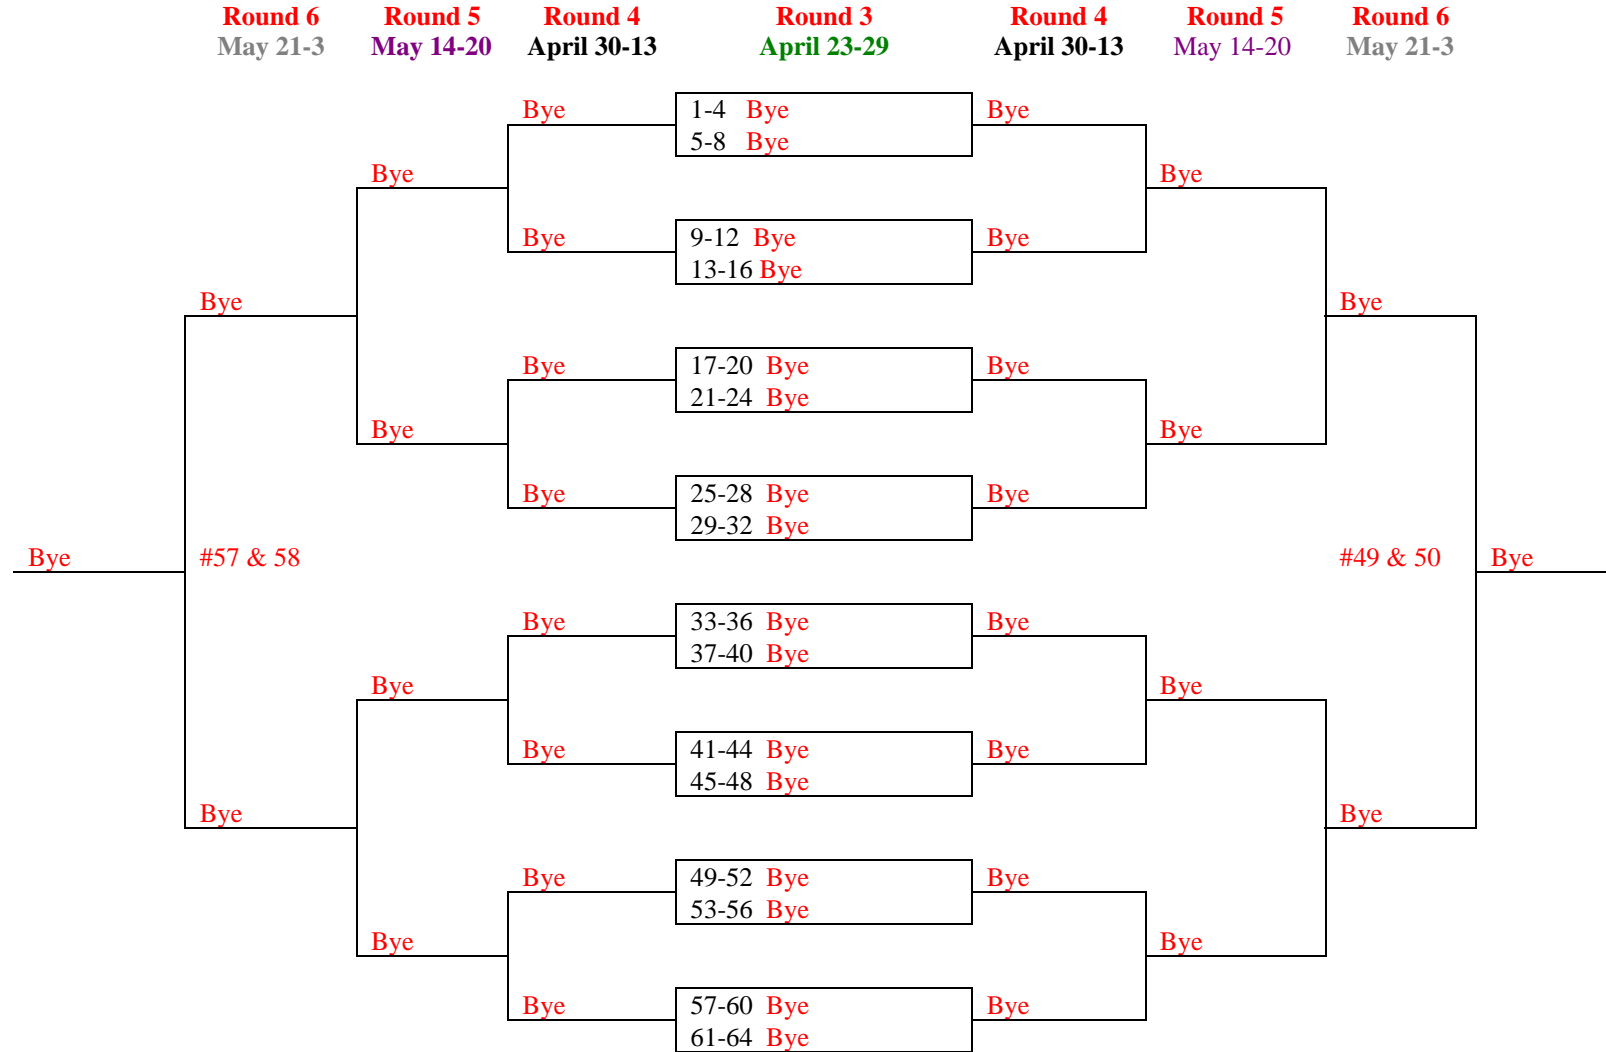 Round 6 Round 5 Round 4 Round 3 Round 4 Round 5 Round 6
May 21-3 May 14-20 April 30-13 April 23-29 April 30-13 May 14-20 May 21-3
Bye 1-4 Bye Bye
5-8 Bye
Bye Bye
Bye 9-12 Bye Bye
13-16 Bye
Bye Bye
Bye 17-20 Bye Bye
21-24 Bye
Bye Bye
Bye 25-28 Bye Bye
29-32 Bye
Bye #57 & 58 #49 & 50 Bye
Bye 33-36 Bye Bye
37-40 Bye
Bye Bye
Bye 41-44 Bye Bye
45-48 Bye
Bye Bye
Bye 49-52 Bye Bye
53-56 Bye
Bye Bye
Bye 57-60 Bye Bye
61-64 Bye